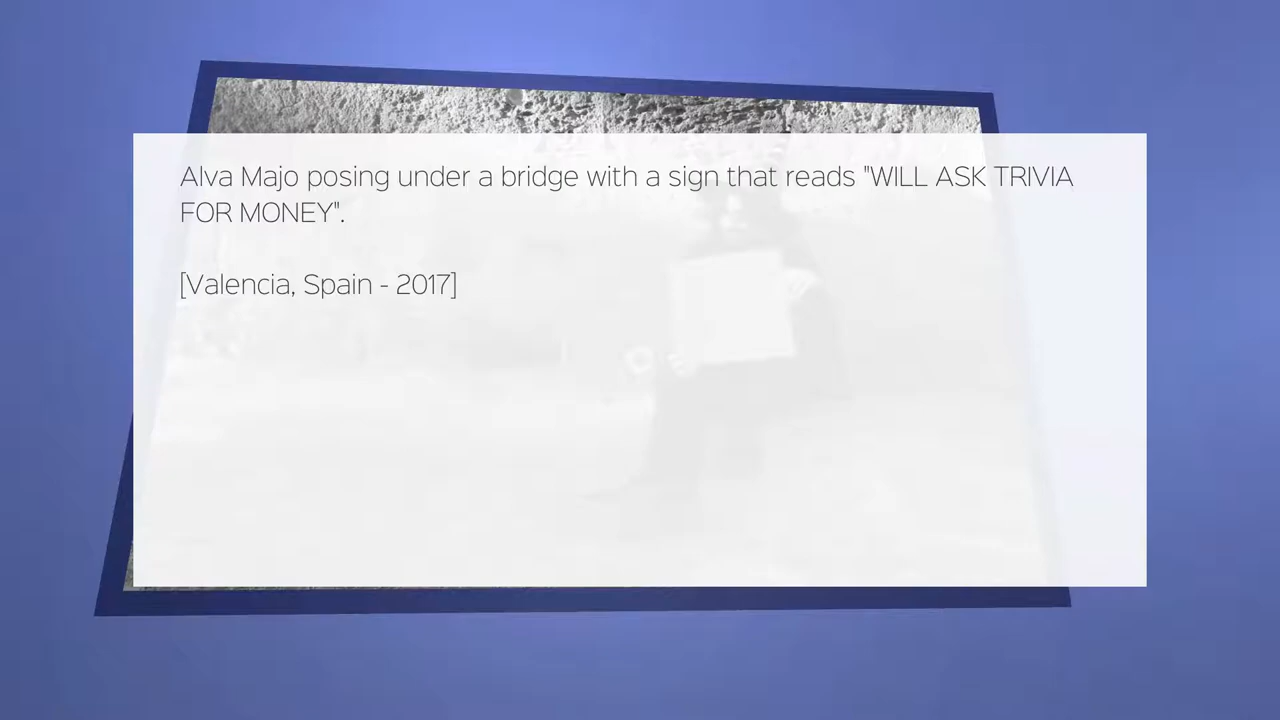 Alva Majo posing under a bridge with a sign that reads "WILL ASK TRIVIA
FOR MONEY".
[Valencia, Spain - 2017]